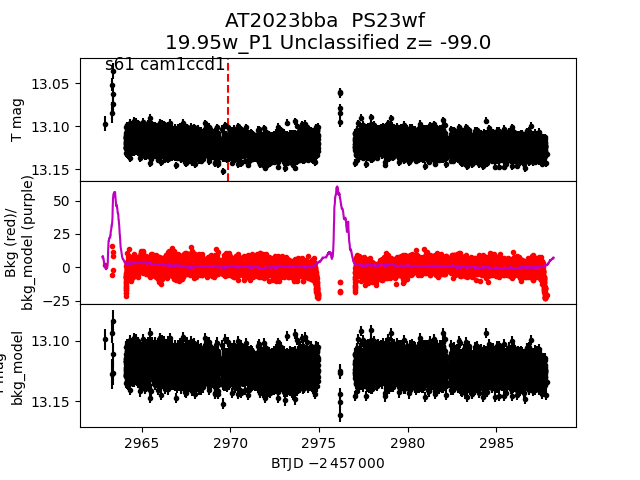 AT2023bba  PS23wf
19.95w_P1 Unclassified z= -99.0
s61 cam1ccd1
T mag
13.05
13.10
13.15
Bkg (red)/
bkg_model (purple)
50
25
0
−25
bkg_model
13.10
13.15
2965
2970
2975
2980
2985
BTJD −2 457 000